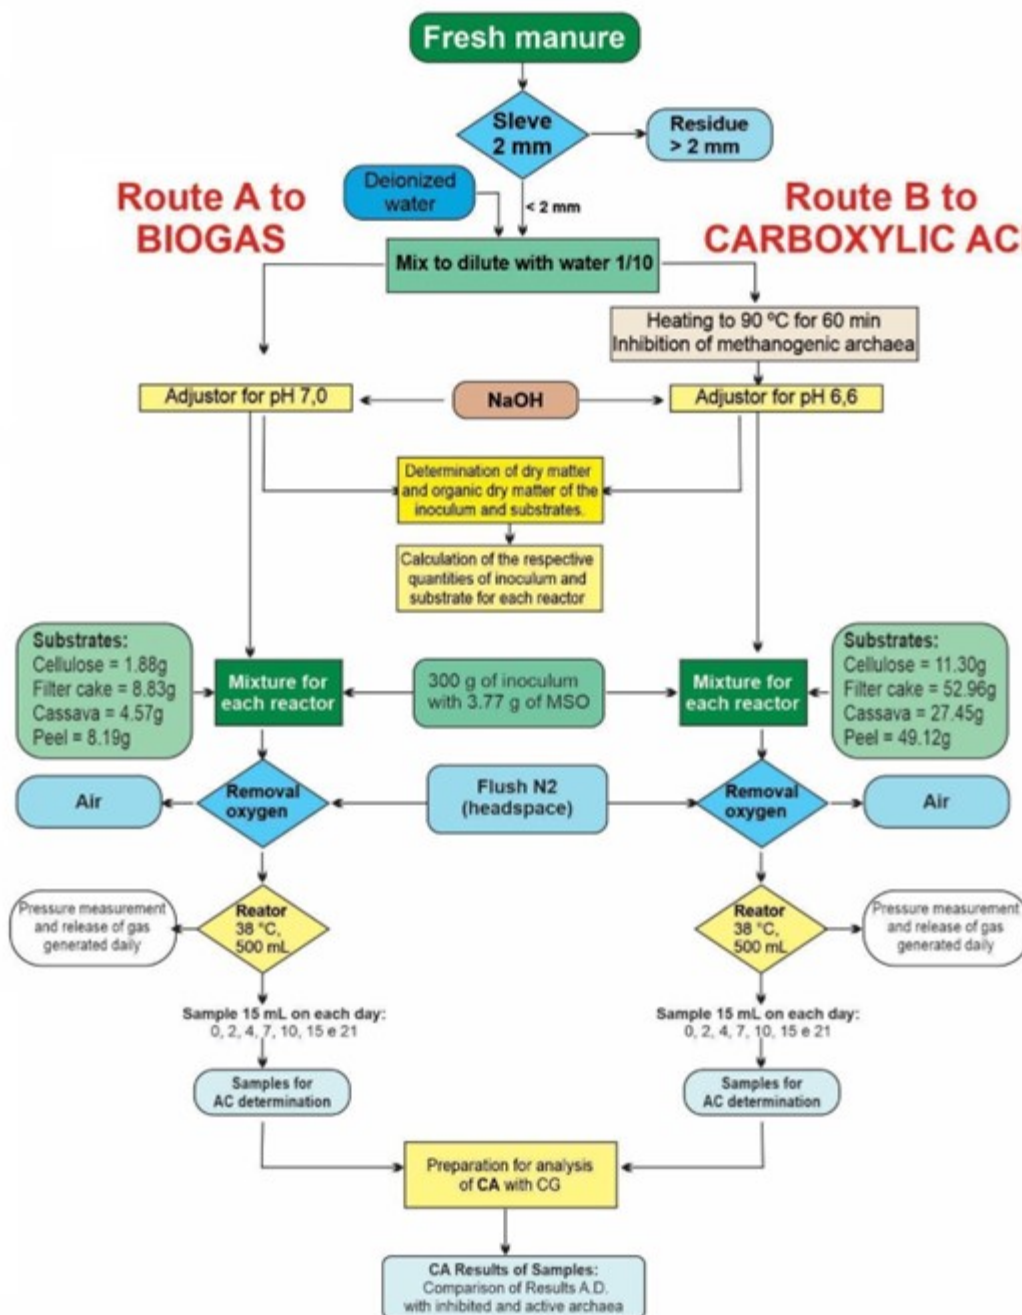 Fresh manure
Sleve
2 mm
Residue
> 2 mm
Deionized
water
< 2 mm
Route A to
BIOGAS
Route B to
CARBOXYLIC AC
Mix to dilute with water 1/10
Heating to 90 ºC for 60 min
Inhibition of methanogenic archaea
Adjustor for pH 7,0
NaOH
Adjustor for pH 6,6
Determination of dry matter
and organic dry matter of the
inoculum and substrates.
Calculation of the respective
quantities of inoculum and
substrate for each reactor
Substrates:
Cellulose = 1.88g
Filter cake = 8.83g
Cassava = 4.57g
Peel = 8.19g
Mixture for
each reactor
300 g of inoculum
with 3.77 g of MSO
Mixture for
each reactor
Substrates:
Cellulose = 11.30g
Filter cake = 52.96g
Cassava = 27.45g
Peel = 49.12g
Air
Removal
oxygen
Flush N2
(headspace)
Removal
oxygen
Air
Pressure measurement
and release of gas
generated daily
Reator
38 °C,
500 mL
Reator
38 °C,
500 mL
Pressure measurement
and release of gas
generated daily
Sample 15 mL on each day:
0, 2, 4, 7, 10, 15 e 21
Sample 15 mL on each day:
0, 2, 4, 7, 10, 15 e 21
Samples for
AC determination
Samples for
AC determination
Preparation for analysis
of CA with CG
CA Results of Samples:
Comparison of Results A.D.
with inhibited and active archaea